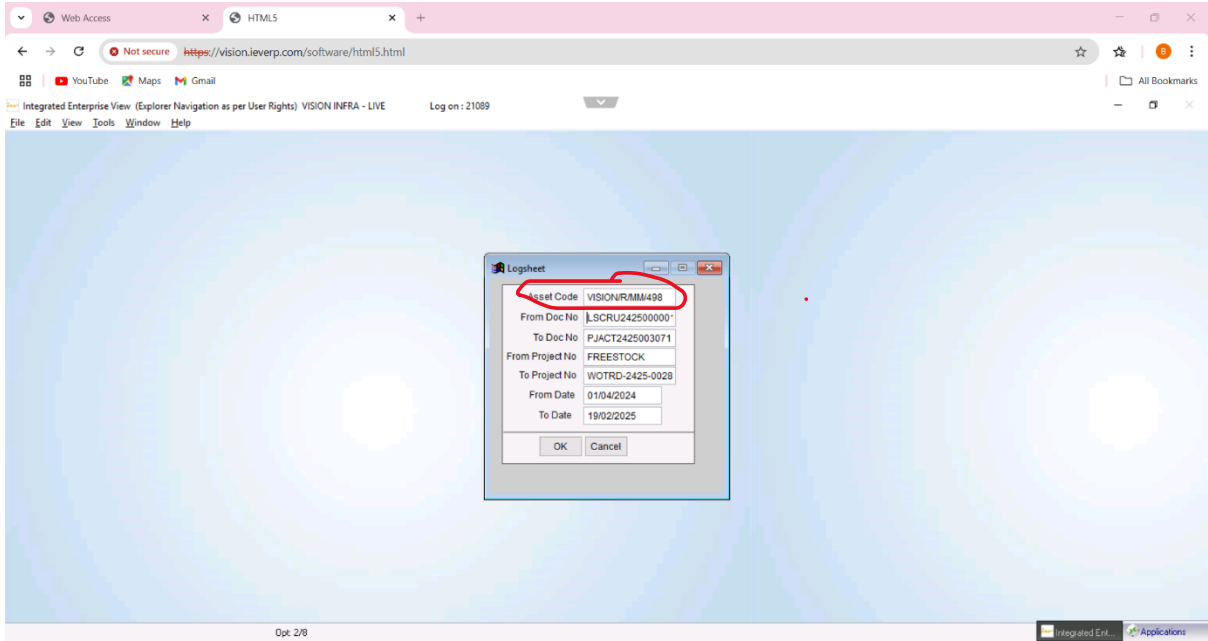 Web Access
HTML5
Not secure https://vision.ieverp.com/software/html5.html
B
YouTube Maps Gmail All Bookmarks
Integrated Enterprise View (Explorer Navigation as per User Rights) VISION INFRA - LIVE Log on : 21089
File Edit View Tools Window Help
Logsheet
Asset Code VISION/R/MM/498
From Doc No LSCRU242500000
To Doc No PJACT2425003071
From Project No FREESTOCK
To Project No WOTRD-2425-0028
From Date 01/04/2024
To Date 19/02/2025
OK Cancel
Opt: 2/8
Integrated Ent... Applications